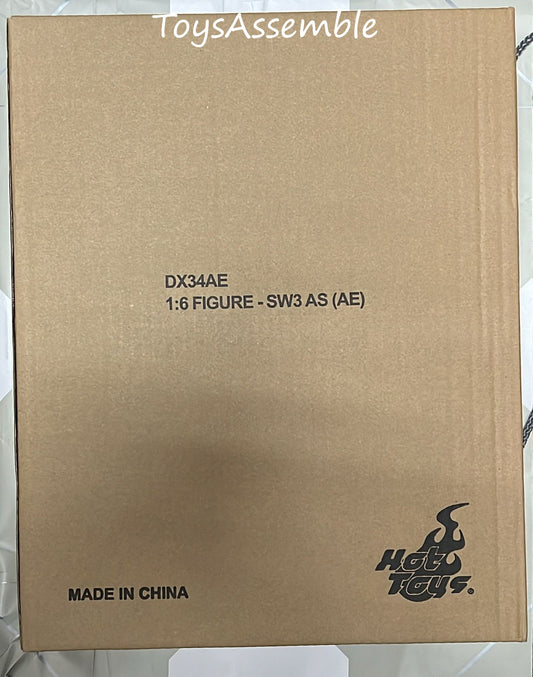 ToysAssemble
DX34AE
1:6 FIGURE - SW3 AS (AE)
Hot
Toys.
MADE IN CHINA